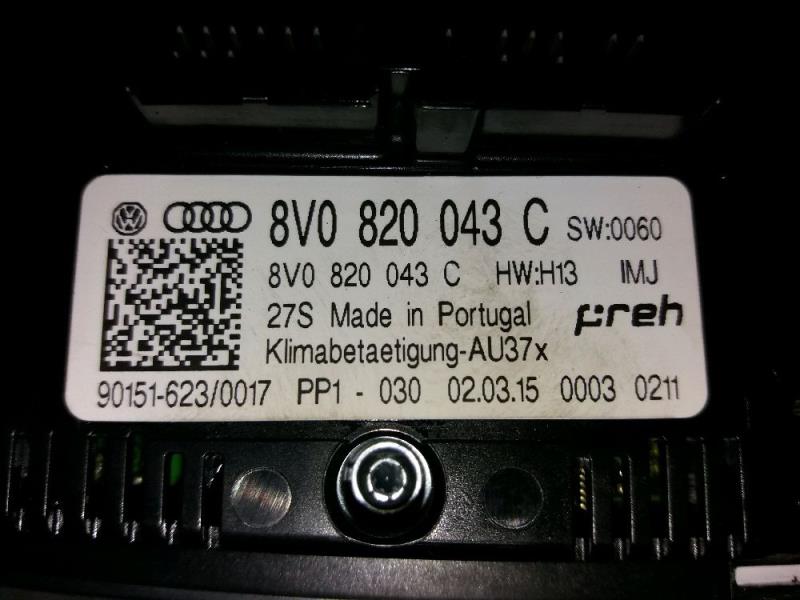 8V0 820 043 C SW:0060
8V0 820 043 C HW:H13 IMJ
27S Made in Portugal preh
Klimabetaetigung-AU37x
90151-623/0017 PP1 - 030 02.03.15 0003 0211